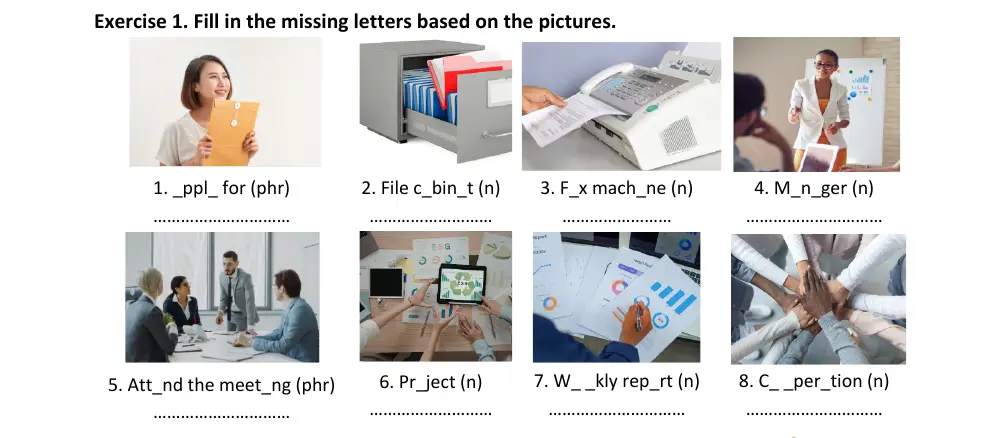 Exercise 1. Fill in the missing letters based on the pictures.
1. _ppl_ for (phr) 2. File c_bin_t (n) 3. F_x mach_ne (n) 4. M_n_ger (n)
................................ ............................. .......................... ................................
5. Att_nd the meet_ng (phr) 6. Pr_ject (n) 7. W_ _kly rep_rt (n) 8. C_ _per_tion (n)
................................ ............................. ................................ ................................